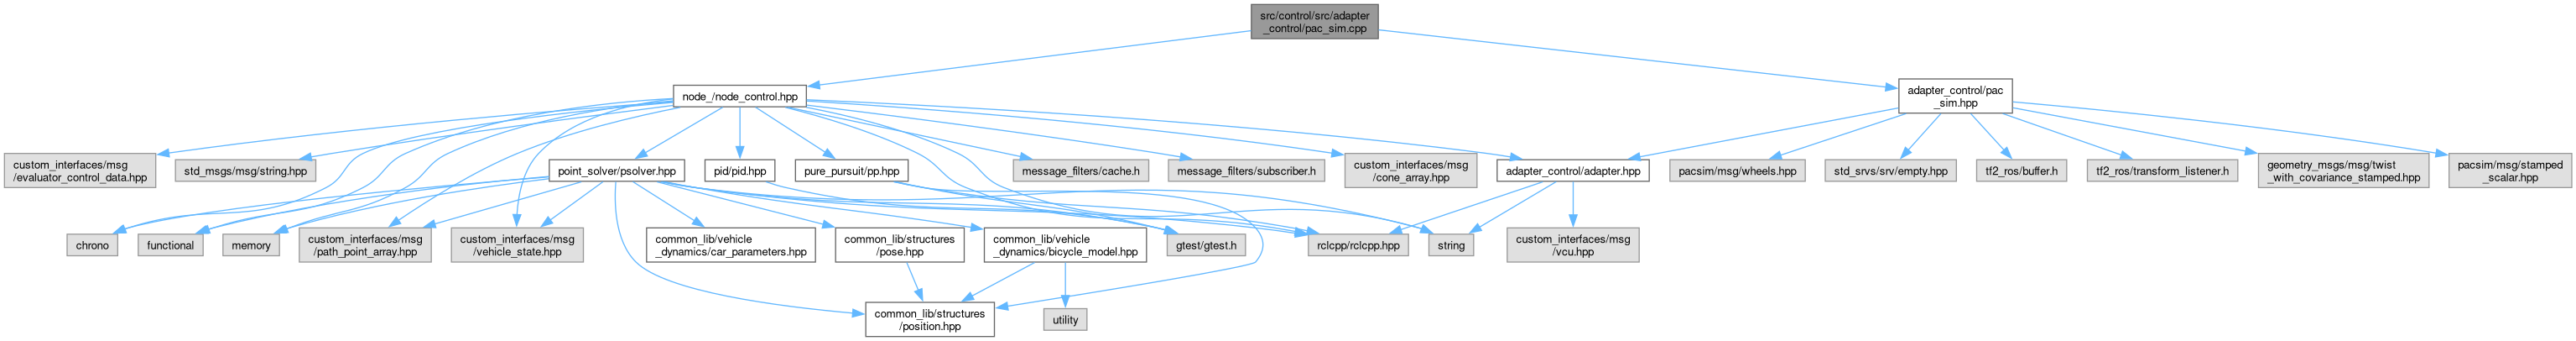 src/control/src/adapter
_control/pac_sim.cpp
node_/node_control.hpp
adapter_control/pac
_sim.hpp
custom_interfaces/msg
/evaluator_control_data.hpp
std_msgs/msg/string.hpp
point_solver/psolver.hpp
pid/pid.hpp
pure_pursuit/pp.hpp
message_filters/cache.h
message_filters/subscriber.h
custom_interfaces/msg
/cone_array.hpp
adapter_control/adapter.hpp
pacsim/msg/wheels.hpp
std_srvs/srv/empty.hpp
tf2_ros/buffer.h
tf2_ros/transform_listener.h
geometry_msgs/msg/twist
_with_covariance_stamped.hpp
pacsim/msg/stamped
_scalar.hpp
chrono
functional
memory
custom_interfaces/msg
/path_point_array.hpp
custom_interfaces/msg
/vehicle_state.hpp
common_lib/vehicle
_dynamics/car_parameters.hpp
common_lib/structures
/pose.hpp
common_lib/vehicle
_dynamics/bicycle_model.hpp
gtest/gtest.h
rclcpp/rclcpp.hpp
string
custom_interfaces/msg
/vcu.hpp
common_lib/structures
/position.hpp
utility